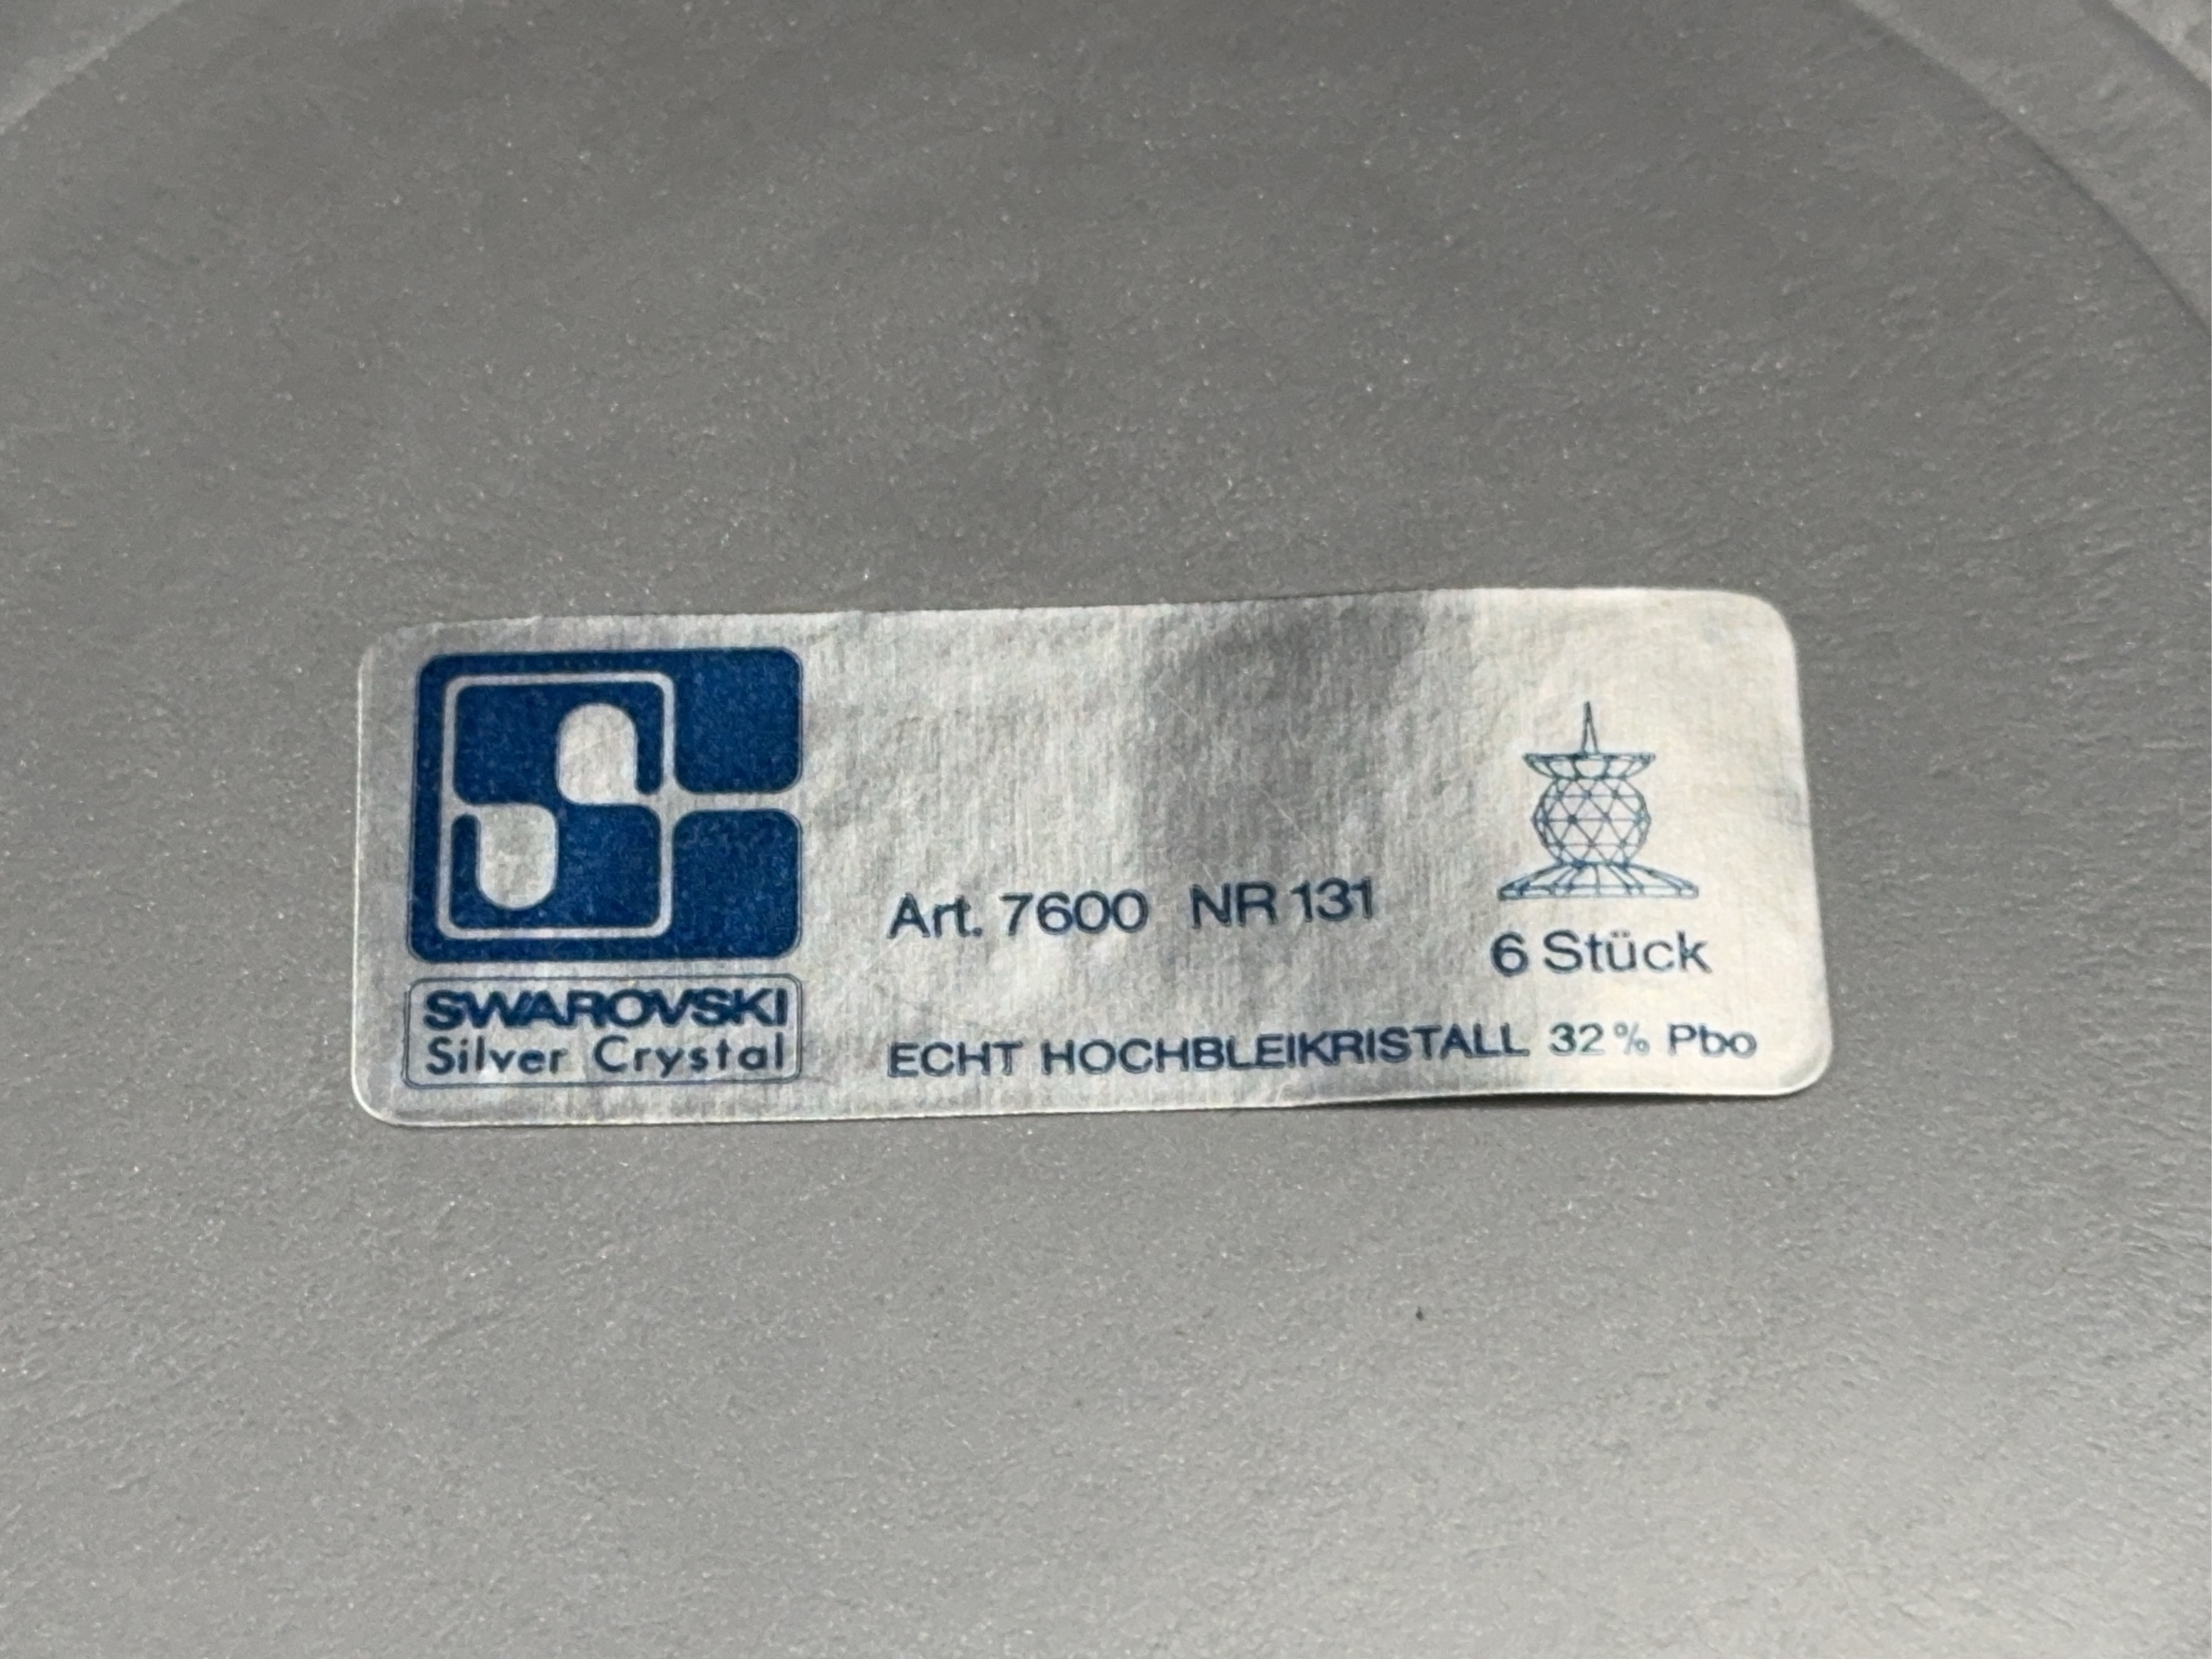 Art. 7600 NR 131
6 Stück
SWAROVSKI
Silver Crystal
ECHT HOCHBLEIKRISTALL 32% Pbo